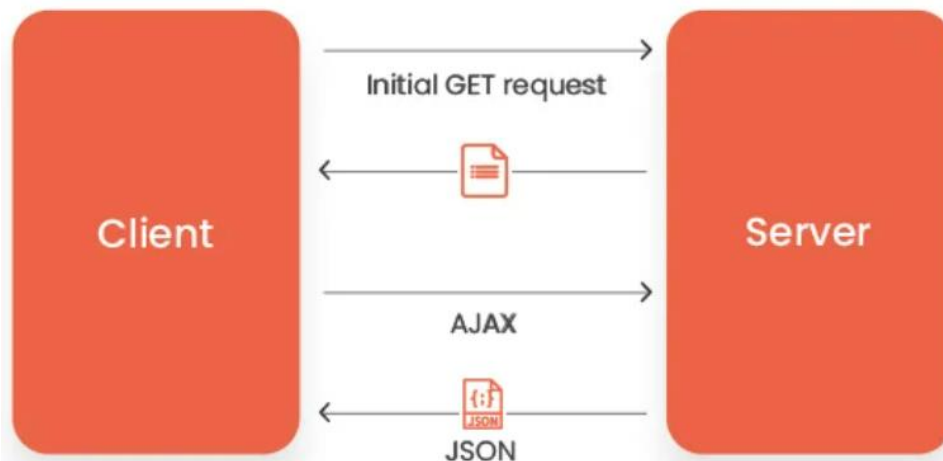 Initial GET request
Client
Server
AJAX
{;}
JSON
JSON